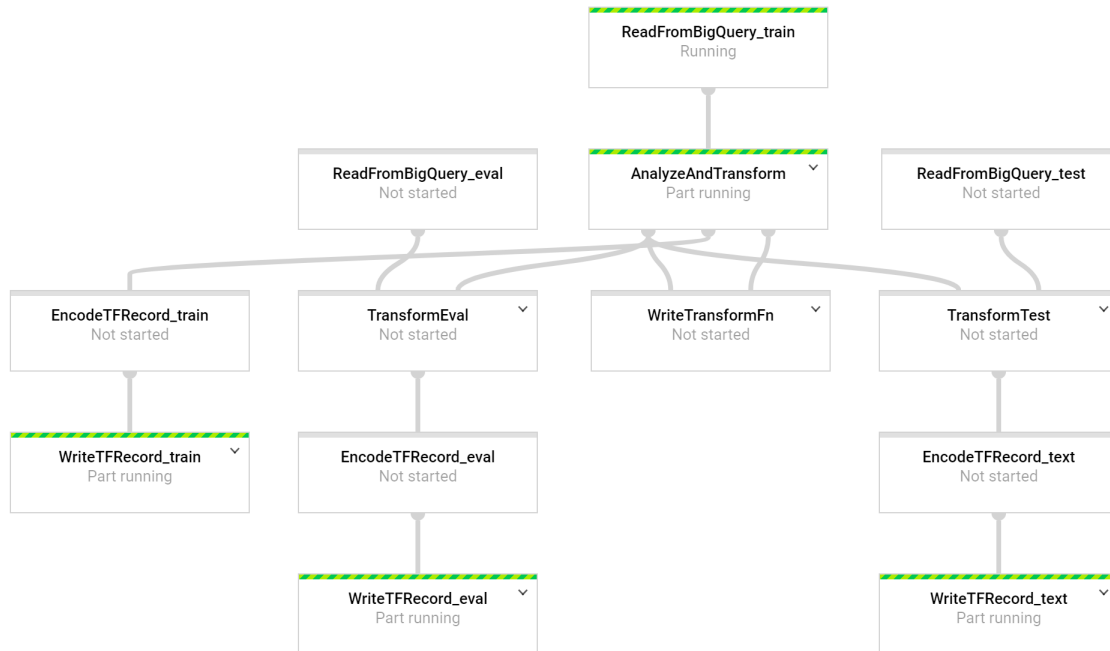 ReadFromBigQuery_train
Running
ReadFromBigQuery_eval
Not started
AnalyzeAndTransform
Part running
ReadFromBigQuery_test
Not started
EncodeTFRecord_train
Not started
TransformEval
Not started
WriteTransformFn
Not started
TransformTest
Not started
WriteTFRecord_train
Part running
EncodeTFRecord_eval
Not started
EncodeTFRecord_text
Not started
WriteTFRecord_eval
Part running
WriteTFRecord_text
Part running